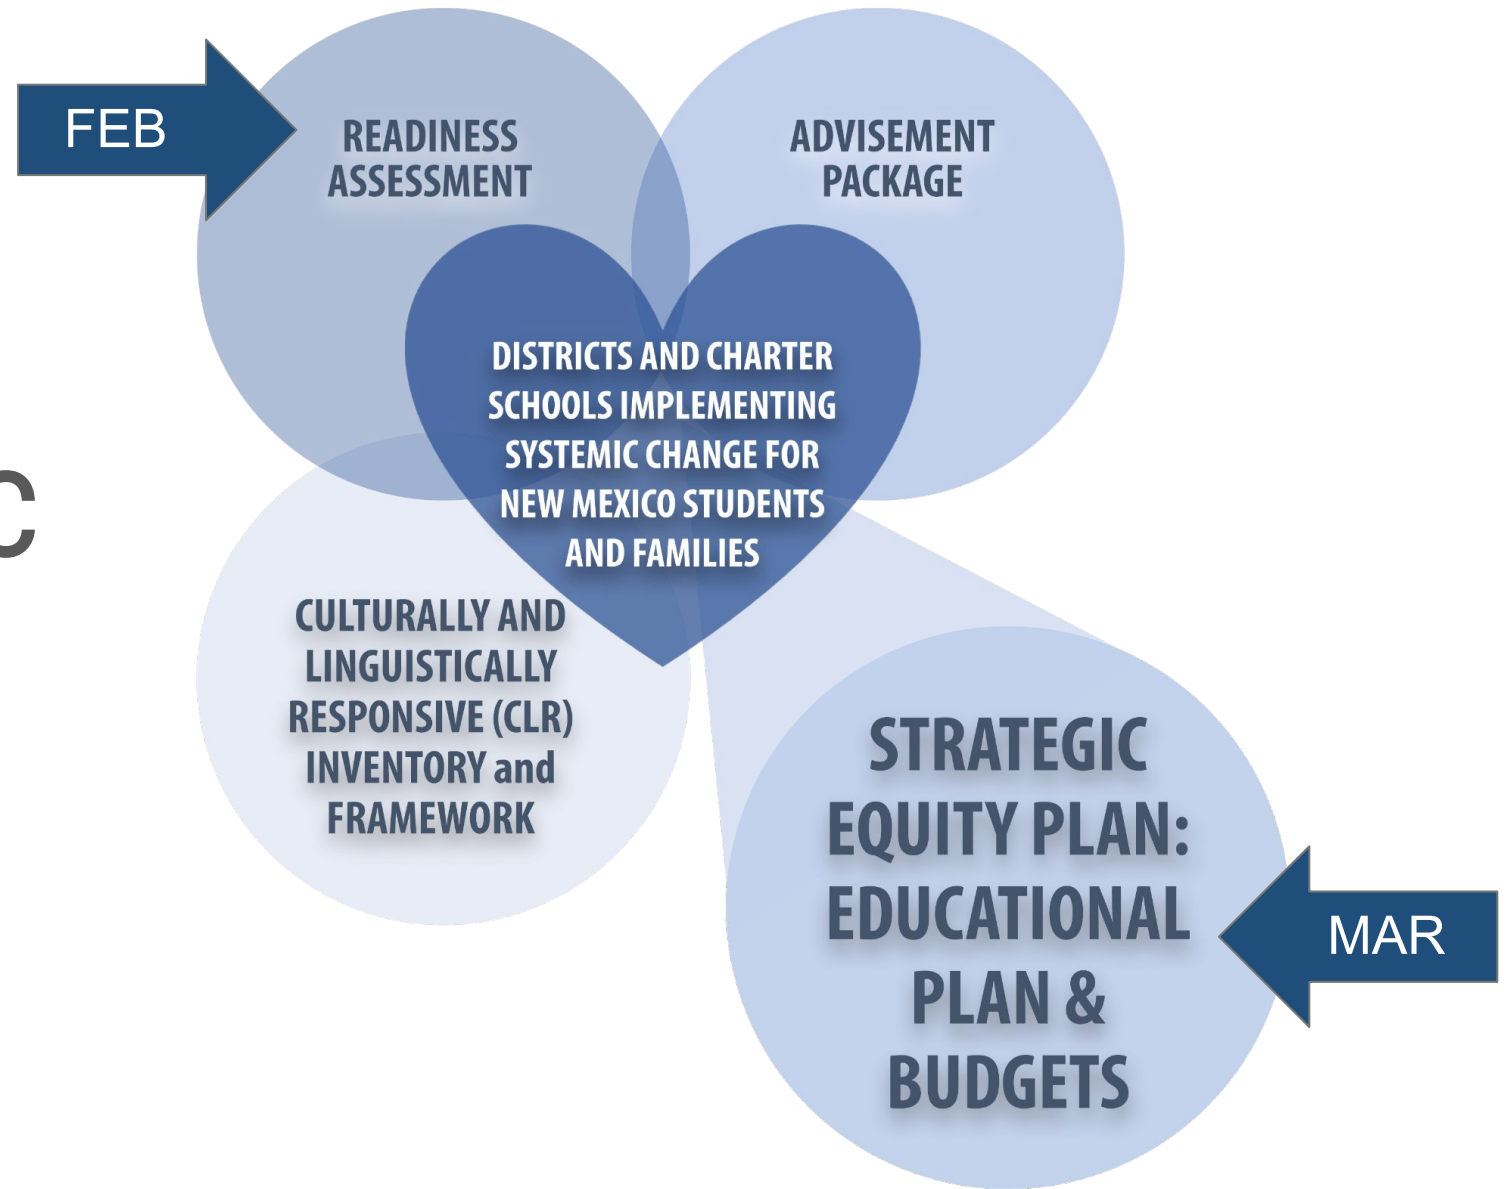 FEB
READINESS
ASSESSMENT
ADVISEMENT
PACKAGE
DISTRICTS AND CHARTER
SCHOOLS IMPLEMENTING
SYSTEMIC CHANGE FOR
NEW MEXICO STUDENTS
AND FAMILIES
C
CULTURALLY AND
LINGUISTICALLY
RESPONSIVE (CLR)
INVENTORY and
FRAMEWORK
STRATEGIC
EQUITY PLAN:
EDUCATIONAL
PLAN &
BUDGETS
MAR